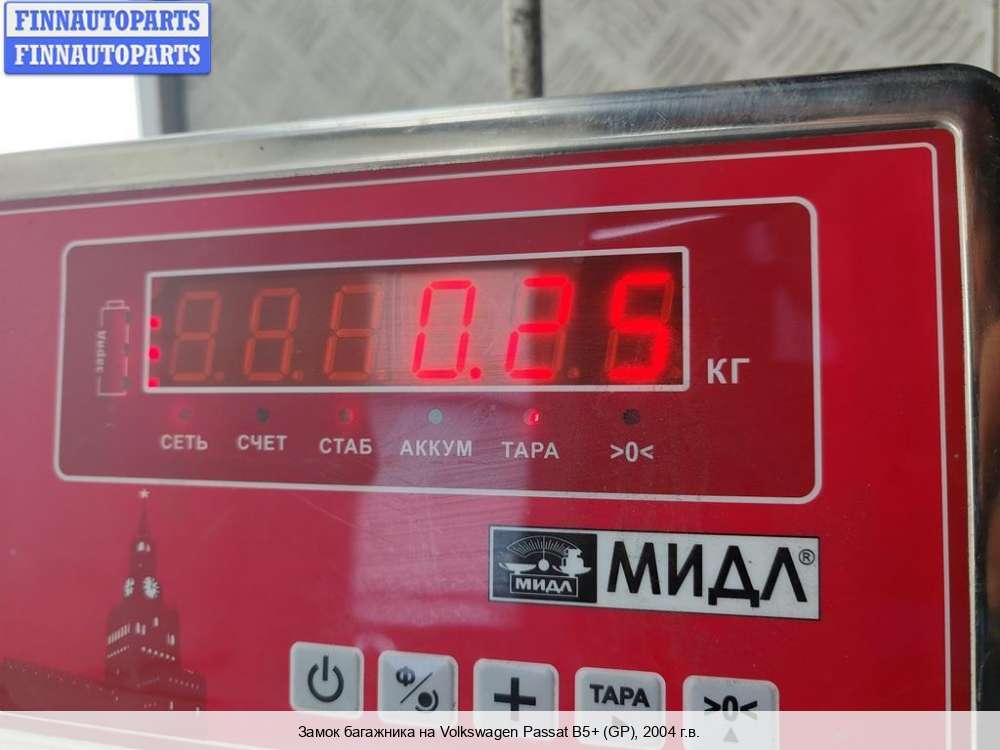 FINNAUTOPARTS
FINNAUTOPARTS
0.25
КГ
СЕТЬ СЧЕТ СТАБ АККУМ ТАРА >0<
МИДЛ МИДЛ®
Ф
ТАРА >0<
Замок багажника на Volkswagen Passat B5+ (GP), 2004 г.в.